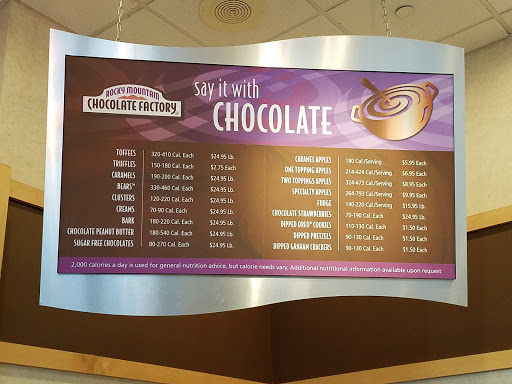 ROCKY MOUNTAIN
CHOCOLATE FACTORY
say it with
CHOCOLATE
TOFFEES 320-410 Cal. Each $24.95 Lb.
TRUFFLES 150-180 Cal. Each $2.75 Each
CARAMELS 190-200 Cal. Each $24.95 Lb.
BEARS™ 330-460 Cal. Each $24.95 Lb.
CLUSTERS 120-220 Cal. Each $24.95 Lb.
CREAMS 70-90 Cal. Each $24.95 Lb.
BARK 180-220 Cal. Each $24.95 Lb.
CHOCOLATE PEANUT BUTTER 180-540 Cal. Each $24.95 Lb.
SUGAR FREE CHOCOLATES 80-270 Cal. Each $24.95 Lb.
CARAMEL APPLES 180 Cal./Serving $5.95 Each
ONE TOPPING APPLES 214-424 Cal./Serving $6.95 Each
TWO TOPPINGS APPLES 324-473 Cal./Serving $8.95 Each
SPECIALTY APPLES 264-793 Cal./Serving $9.95 Each
FUDGE 140-220 Cal./Serving $15.95 Lb.
CHOCOLATE STRAWBERRIES 70-190 Cal. Each $24.95 Lb.
DIPPED OREO® COOKIES 110-130 Cal. Each $1.50 Each
DIPPED PRETZELS 90-130 Cal. Each $1.50 Each
DIPPED GRAHAM CRACKERS 90-130 Cal. Each $1.50 Each
2,000 calories a day is used for general nutrition advice, but calorie needs vary. Additional nutritional information available upon request